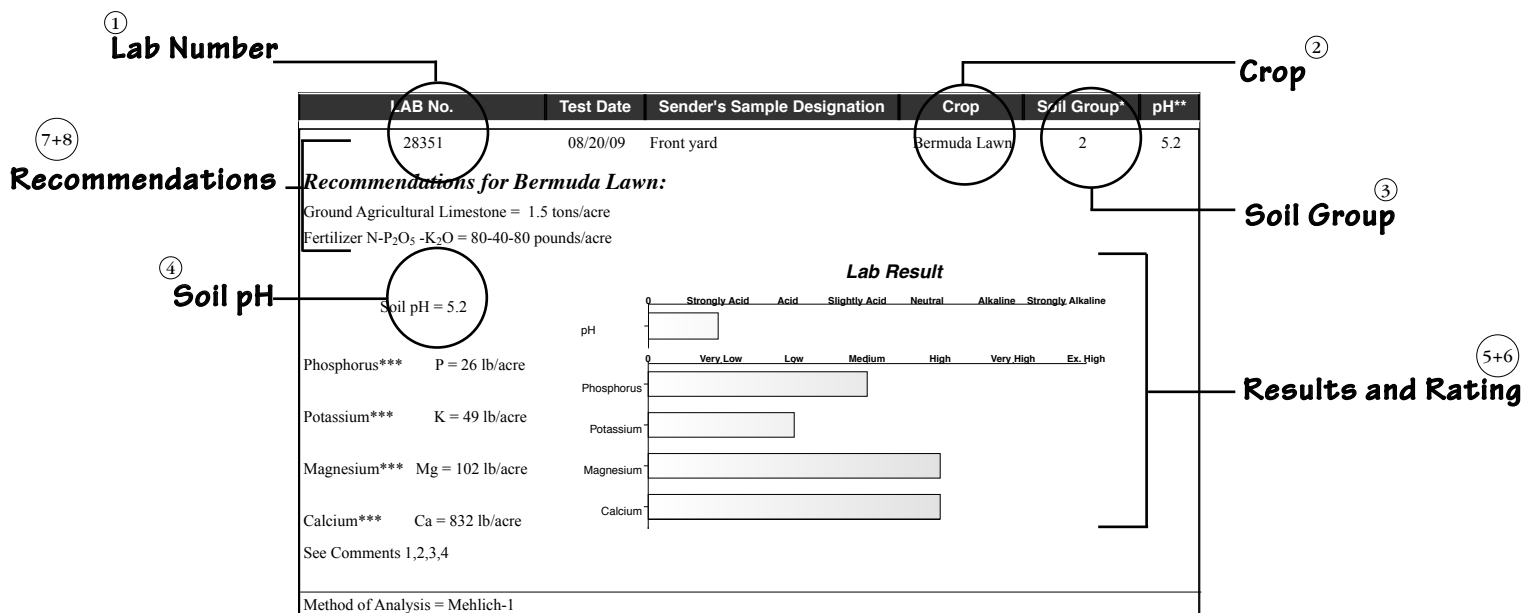 ①
Lab Number
②
Crop
LAB No. Test Date Sender's Sample Designation Crop Soil Group* pH**
28351 08/20/09 Front yard Bermuda Lawn 2 5.2
7+8
Recommendations
Recommendations for Bermuda Lawn:
Ground Agricultural Limestone = 1.5 tons/acre
Fertilizer N-P₂O₅ -K₂O = 80-40-80 pounds/acre
③
Soil Group
④
Soil pH
Soil pH = 5.2
Lab Result
0 Strongly Acid Acid Slightly Acid Neutral Alkaline Strongly Alkaline
pH
0 Very Low Low Medium High Very High Ex. High
Phosphorus*** P = 26 lb/acre
Phosphorus
Potassium*** K = 49 lb/acre
Potassium
Magnesium*** Mg = 102 lb/acre
Magnesium
Calcium*** Ca = 832 lb/acre
Calcium
5+6
Results and Rating
See Comments 1,2,3,4
Method of Analysis = Mehlich-1